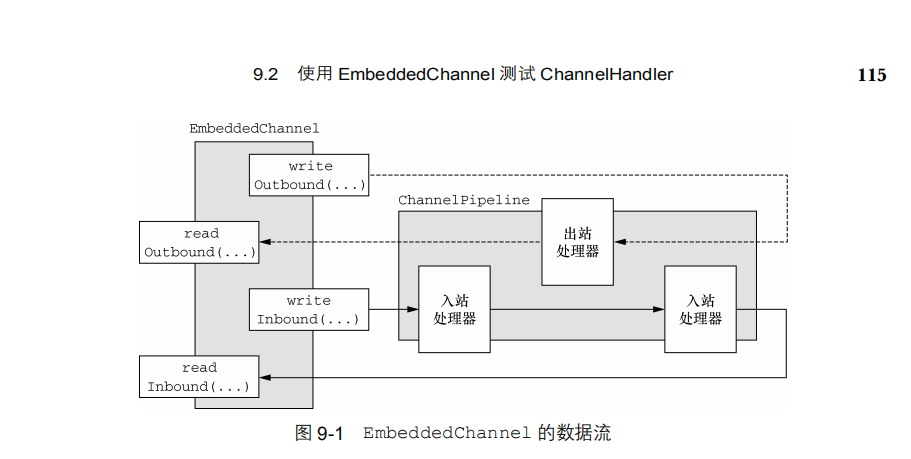 9.2 使用 EmbeddedChannel 测试 ChannelHandler 115
EmbeddedChannel
write
Outbound(...)
ChannelPipeline
出站
处理器
read
Outbound(...)
write
Inbound(...)
入站
处理器
入站
处理器
read
Inbound(...)
图 9-1 EmbeddedChannel 的数据流